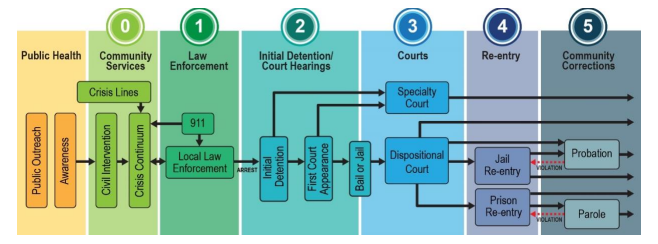 0
1
2
3
4
5
Public Health
Community
Services
Law
Enforcement
Initial Detention/
Court Hearings
Courts
Re-entry
Community
Corrections
Public Outreach
Awareness
Crisis Lines
Civil Intervention
Crisis Continuum
911
Local Law
Enforcement
ARREST
Initial
Detention
First Court
Appearance
Bail or Jail
Specialty
Court
Dispositional
Court
Jail
Re-entry
Prison
Re-entry
VIOLATION
Probation
VIOLATION
Parole